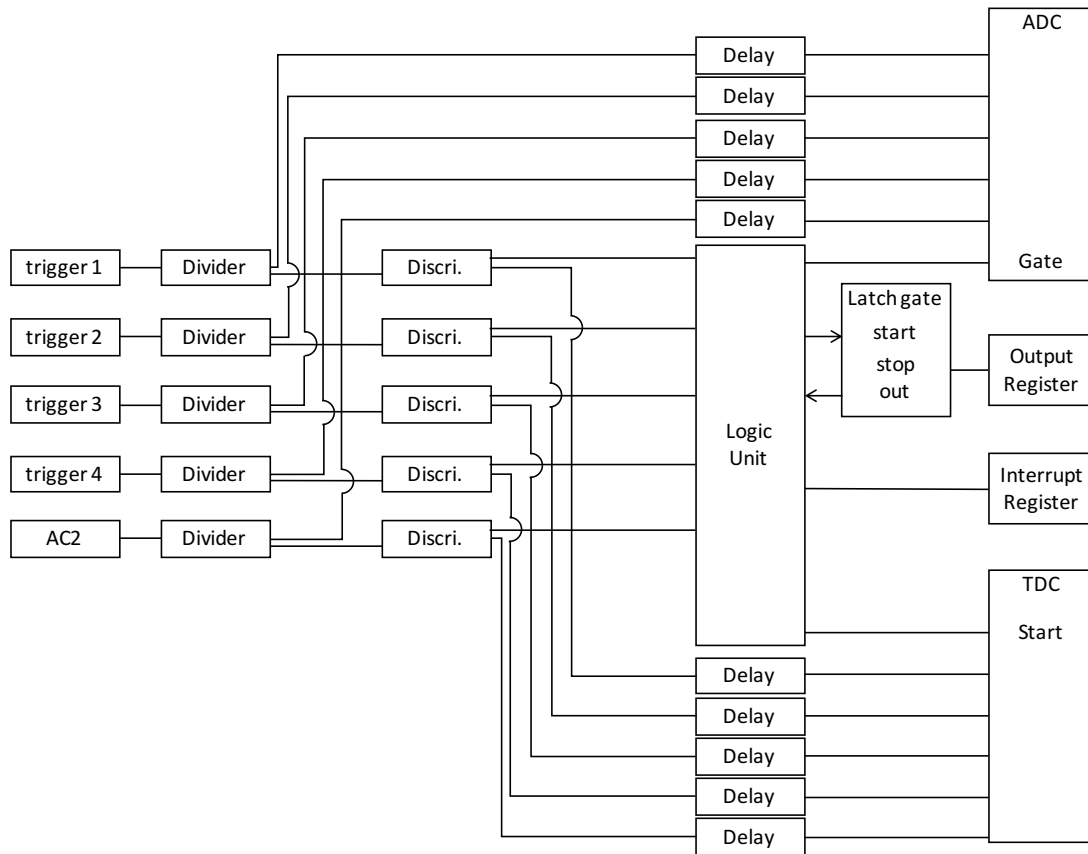 Delay
ADC
Delay
Delay
Delay
Delay
trigger 1
Divider
Discri.
Gate
Latch gate
start
stop
out
trigger 2
Divider
Discri.
Output
Register
trigger 3
Divider
Discri.
Logic
Unit
trigger 4
Divider
Discri.
Interrupt
Register
AC2
Divider
Discri.
TDC
Start
Delay
Delay
Delay
Delay
Delay